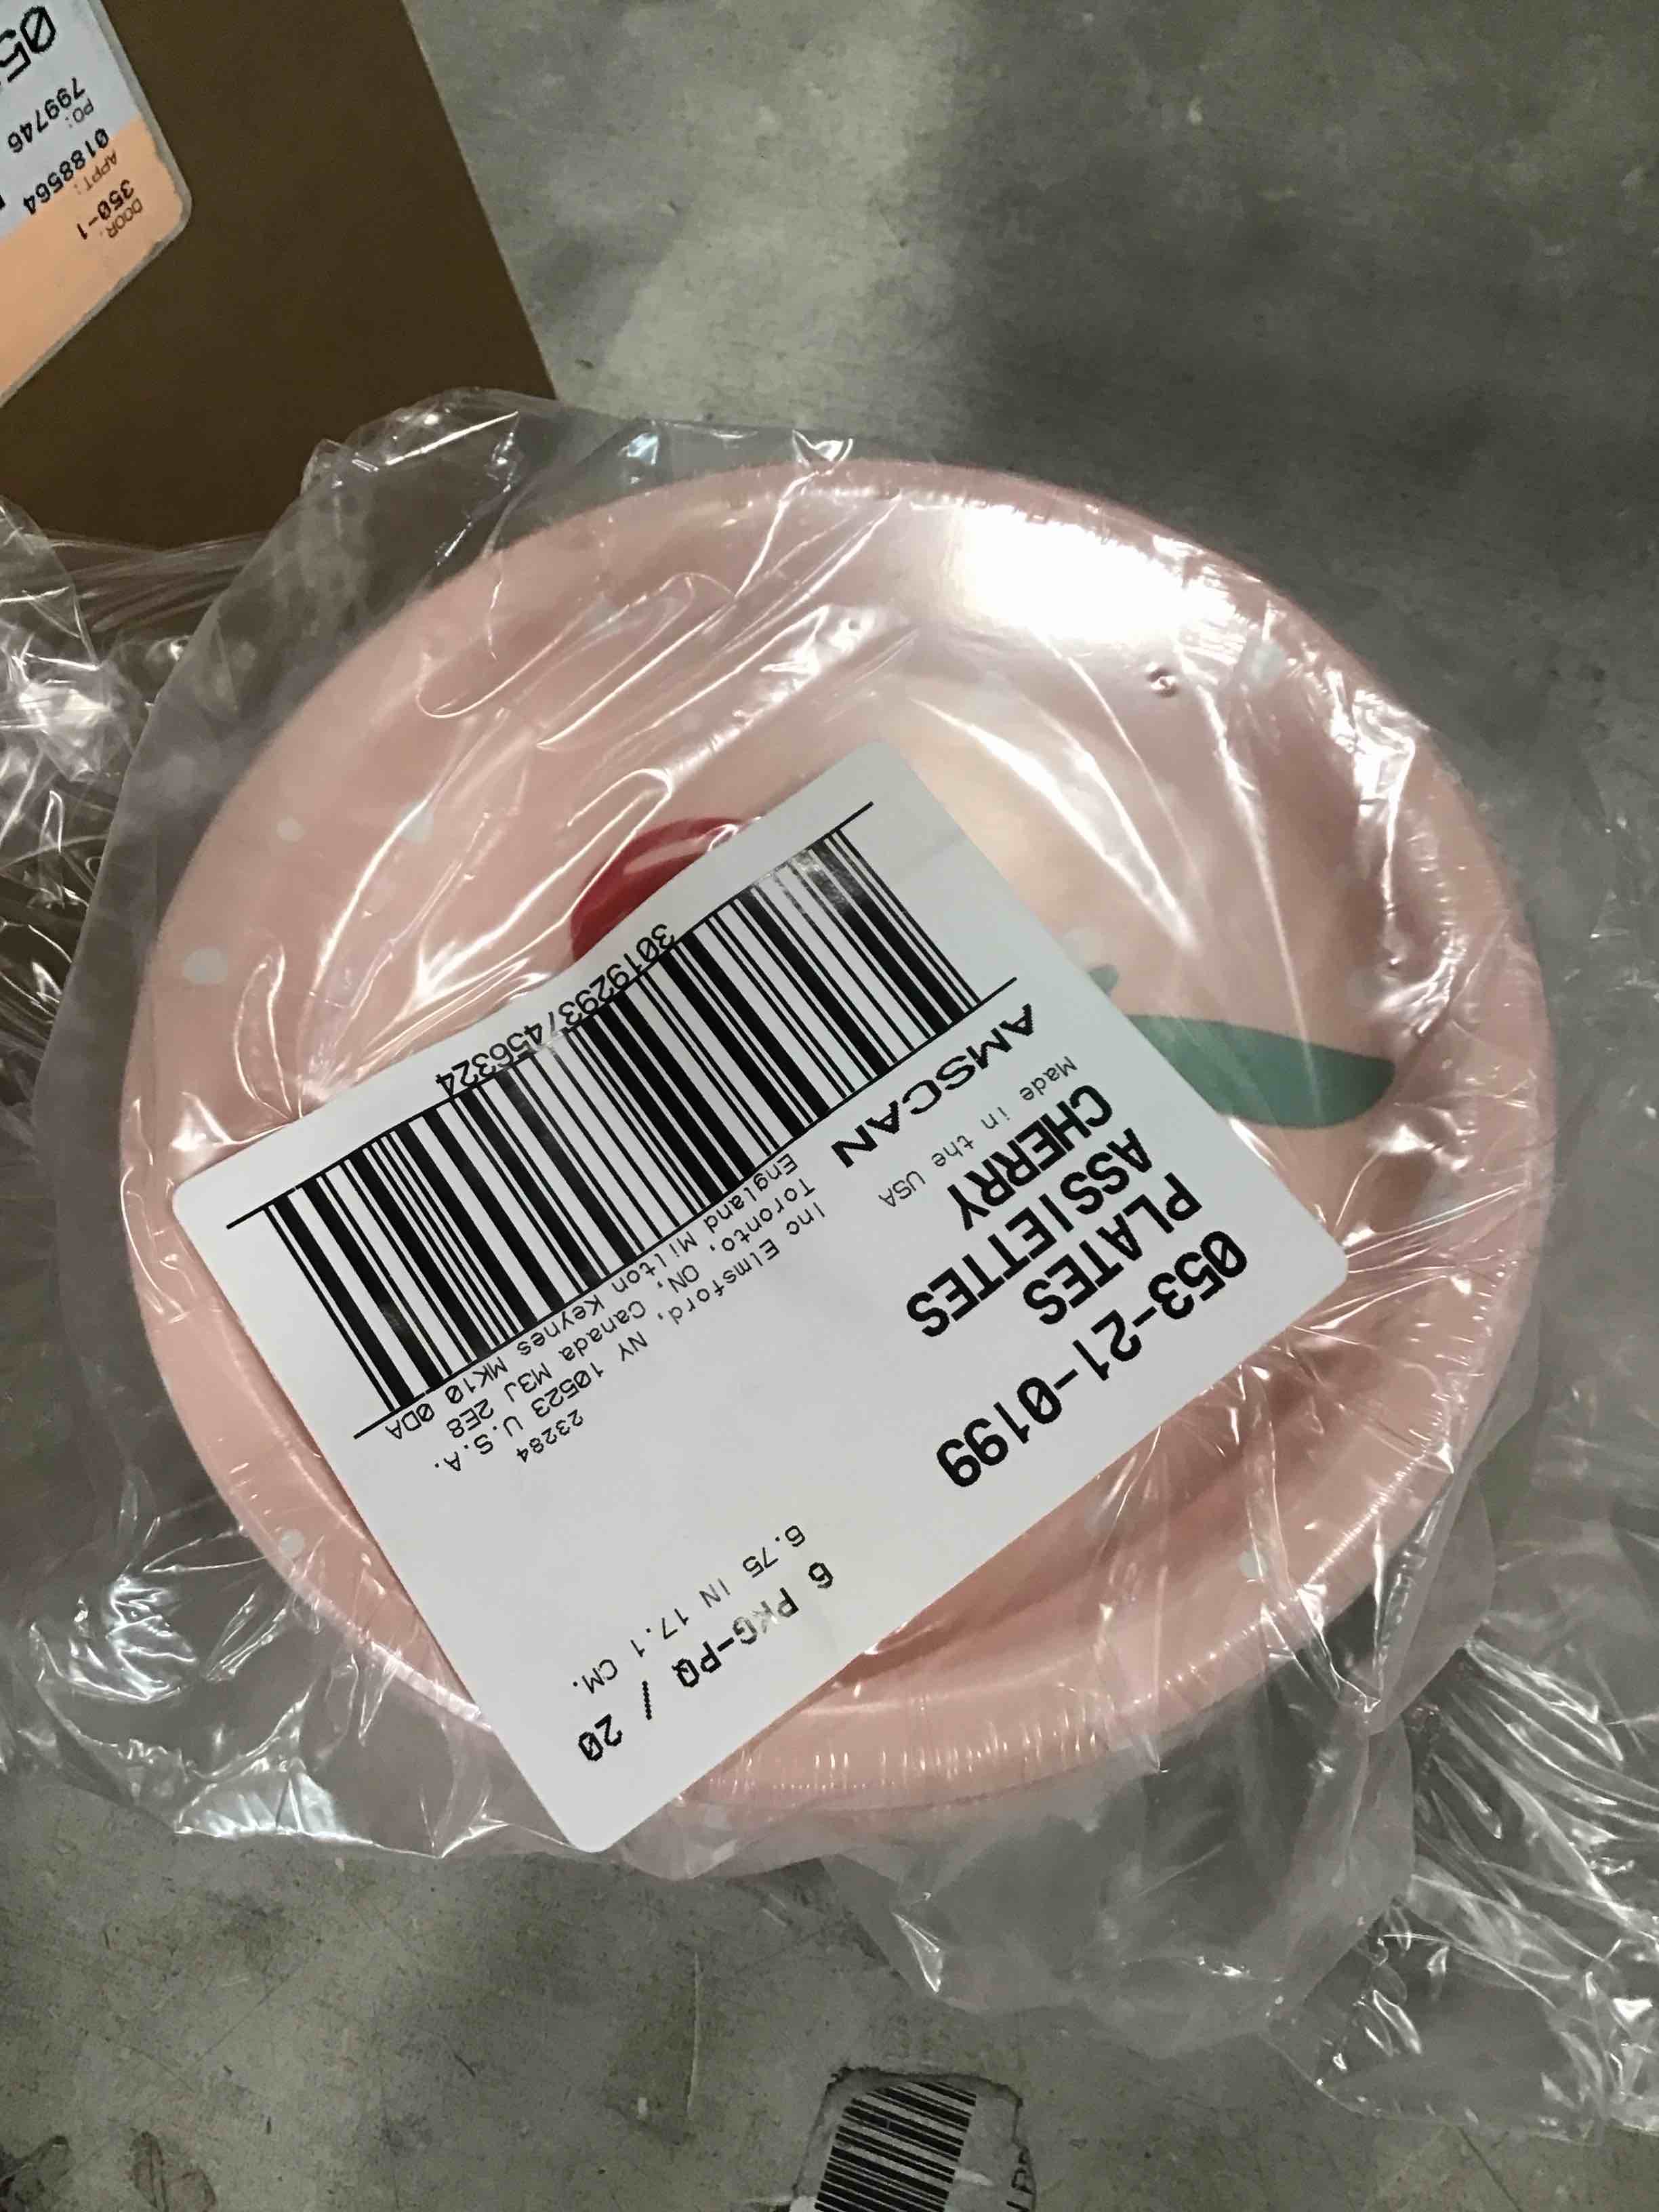 053-21-0199
PLATES
ASSIETTES
CHERRY
Made in the USA
AMSCAN
6 PKG-PQ / 20
6.75 IN 17.1 CM.
23284
Inc Elmsford, NY 10523 U.S.A.
Toronto, ON, Canada M3J 2E8
England Milton Keynes MK10 0DA
30192937456324
DOOR:
350-1
APPT:
0188564
PO:
799746
05